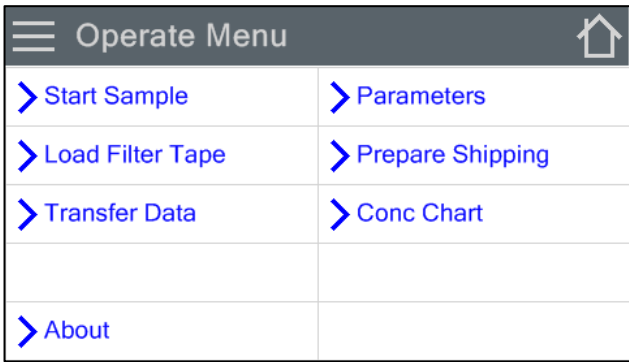 Operate Menu
Start Sample
Parameters
Load Filter Tape
Prepare Shipping
Transfer Data
Conc Chart
About